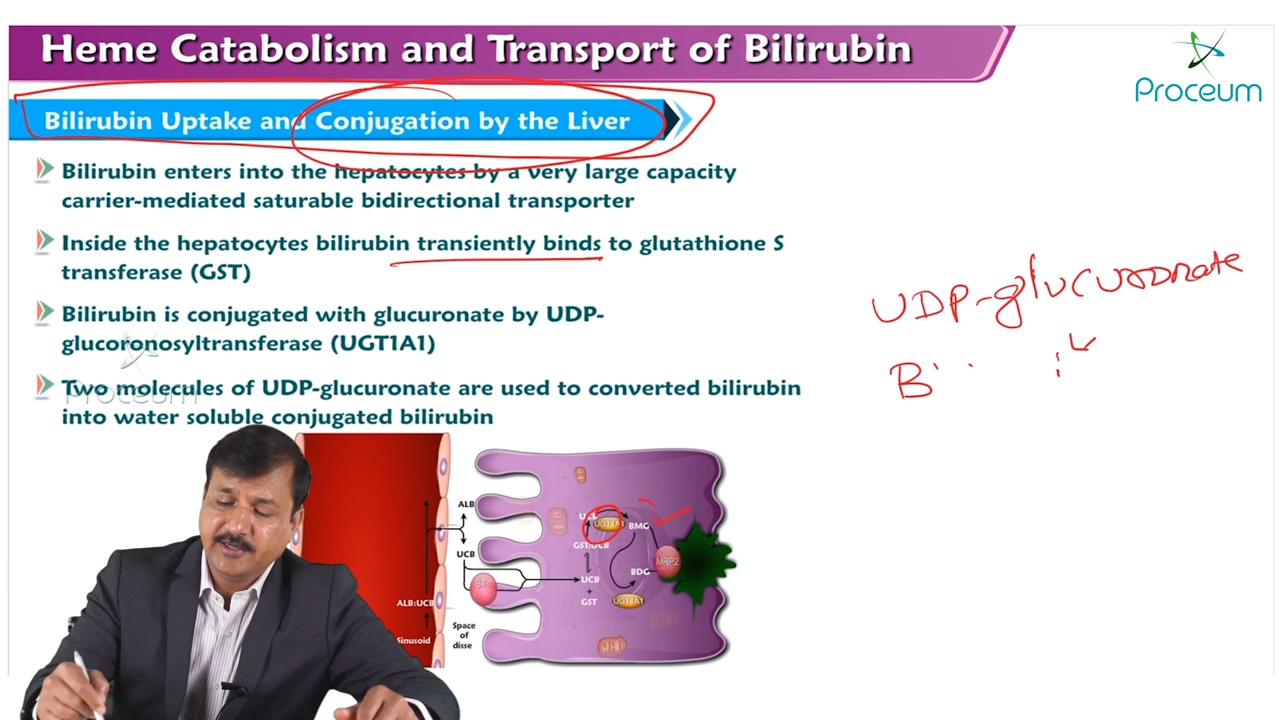 Heme Catabolism and Transport of Bilirubin
Proceum
Bilirubin Uptake and Conjugation by the Liver
Bilirubin enters into the hepatocytes by a very large capacity
carrier-mediated saturable bidirectional transporter
Inside the hepatocytes bilirubin transiently binds to glutathione S
transferase (GST)
Bilirubin is conjugated with glucuronate by UDP-
glucoronosyltransferase (UGT1A1)
Two molecules of UDP-glucuronate are used to converted bilirubin
into water soluble conjugated bilirubin
Proceum
UDP-glucuronate
B
ALB
UCB
BT
ALB:UCB
Sinusoid
Space
of
disse
UGT4A1
BMG
GST:UCB
MRP2
BDG
UCB
+
GST
UGT4A1